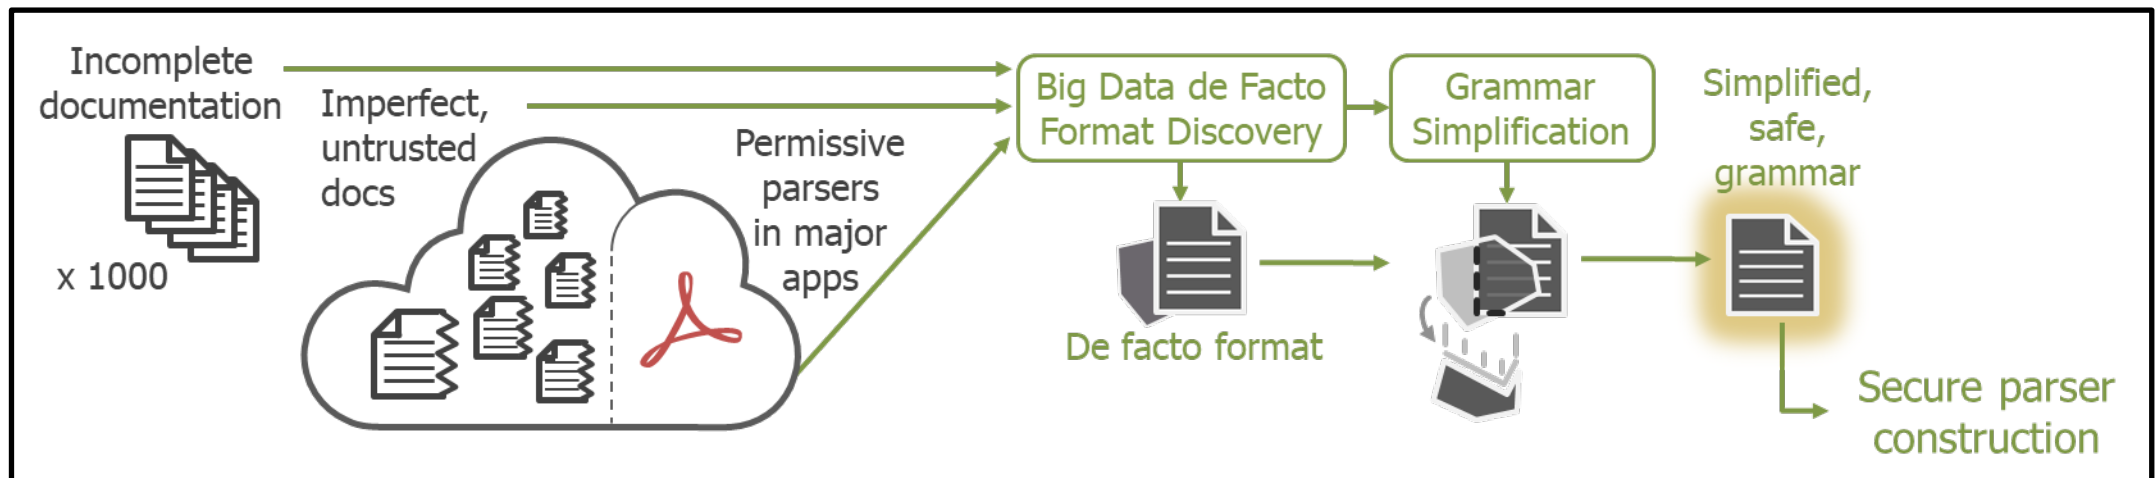 Incomplete
documentation
x 1000
Imperfect,
untrusted
docs
Permissive
parsers
in major
apps
Big Data de Facto
Format Discovery
De facto format
Grammar
Simplification
Simplified,
safe,
grammar
Secure parser
construction